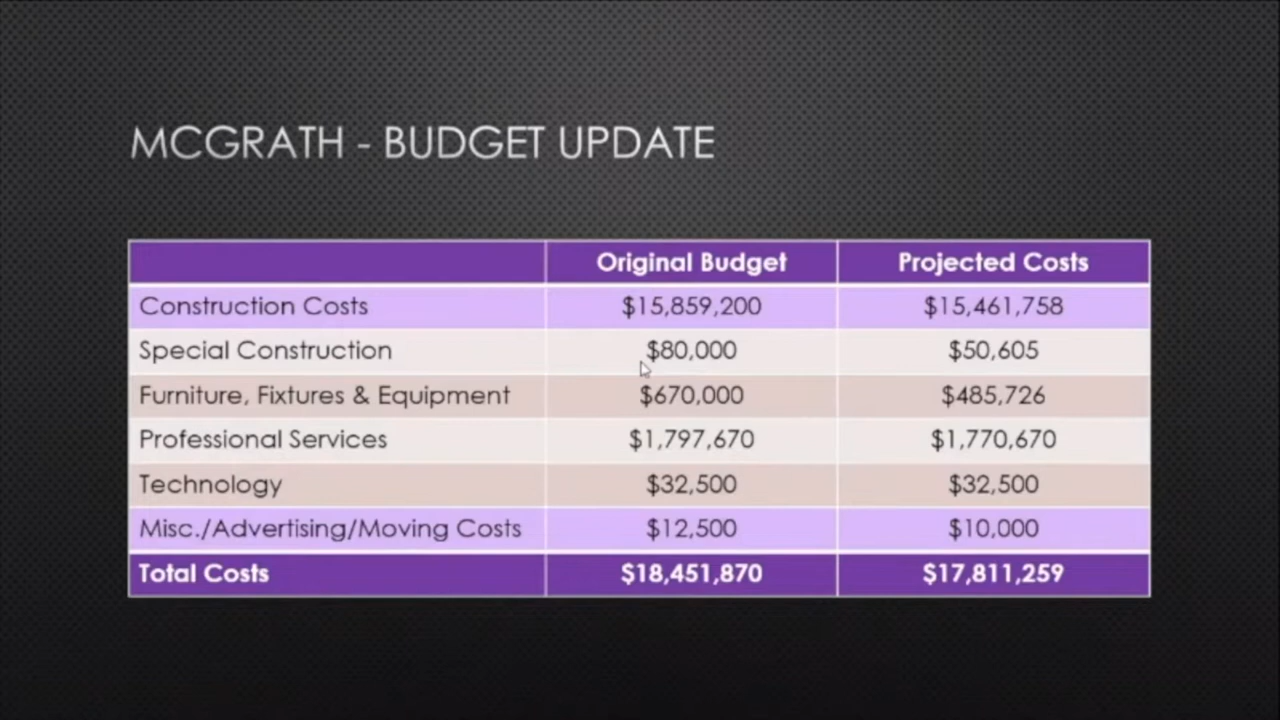 MCGRATH - BUDGET UPDATE
Original Budget Projected Costs
Construction Costs $15,859,200 $15,461,758
Special Construction $80,000 $50,605
Furniture, Fixtures & Equipment $670,000 $485,726
Professional Services $1,797,670 $1,770,670
Technology $32,500 $32,500
Misc./Advertising/Moving Costs $12,500 $10,000
Total Costs $18,451,870 $17,811,259